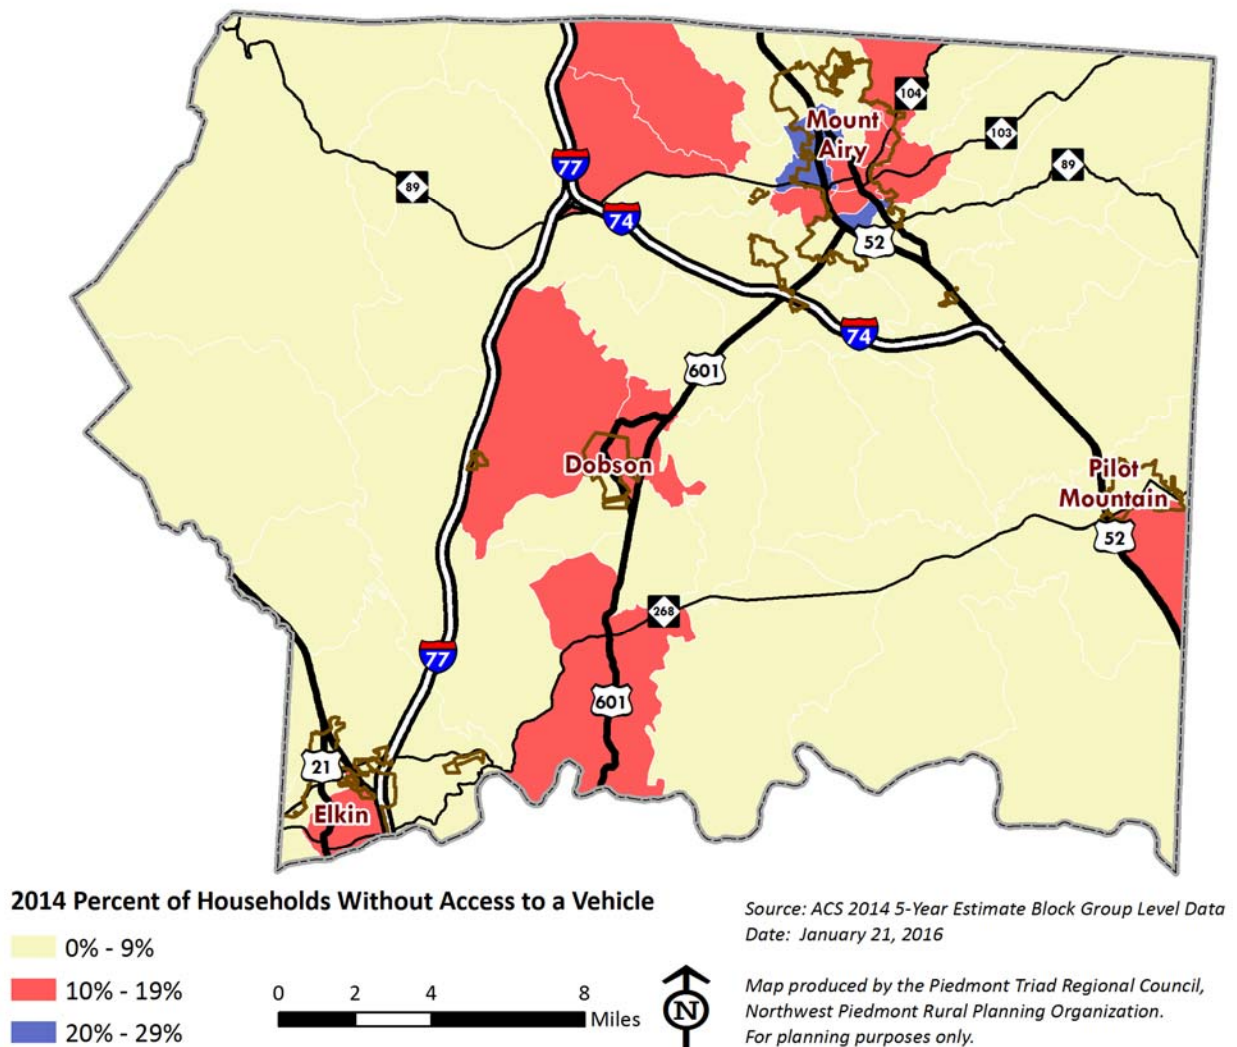 104
Mount
Airy
103
77
89
89
74
52
74
601
Dobson
Pilot
Mountain
52
268
77
601
21
Elkin
2014 Percent of Households Without Access to a Vehicle
0% - 9%
10% - 19%
20% - 29%
0 2 4 8
Miles
N
Source: ACS 2014 5-Year Estimate Block Group Level Data
Date: January 21, 2016
Map produced by the Piedmont Triad Regional Council,
Northwest Piedmont Rural Planning Organization.
For planning purposes only.